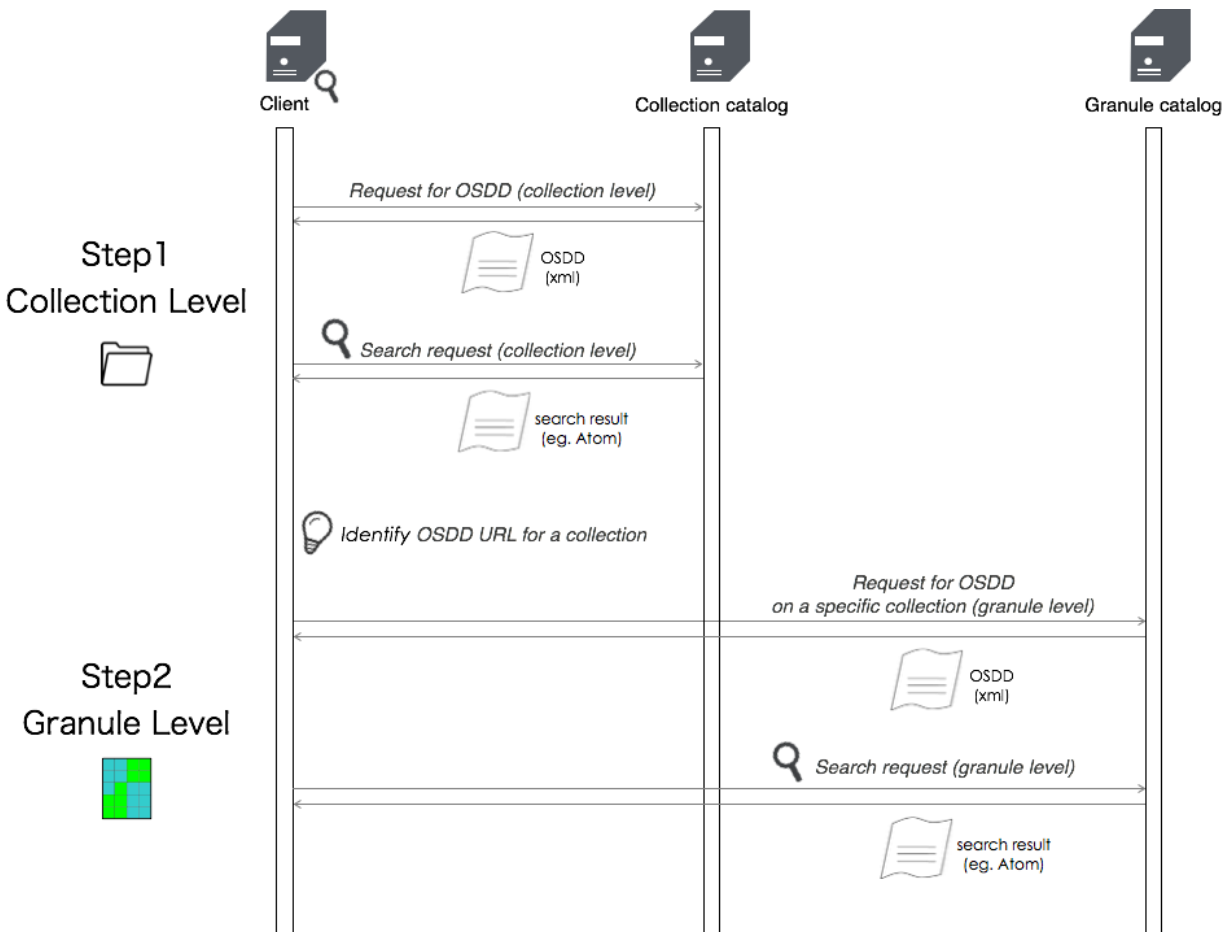 Client
Collection catalog
Granule catalog
Request for OSDD (collection level)
OSDD
(xml)
Step1
Collection Level
Search request (collection level)
search result
(eg. Atom)
Identify OSDD URL for a collection
Request for OSDD
on a specific collection (granule level)
OSDD
(xml)
Step2
Granule Level
Search request (granule level)
search result
(eg. Atom)